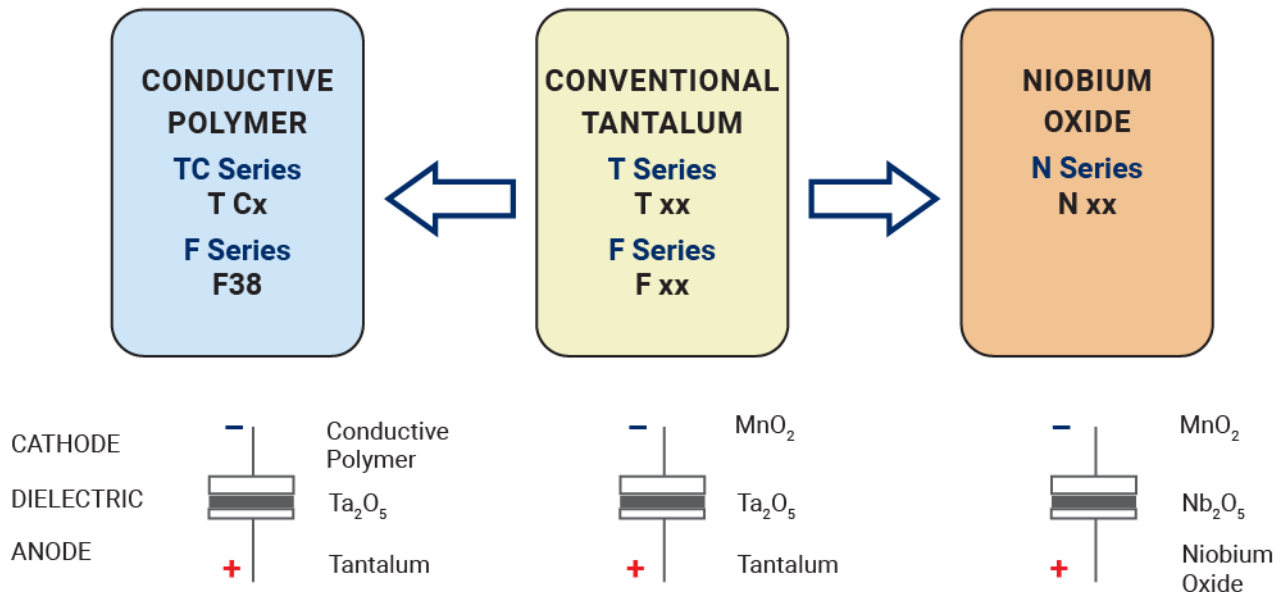 CONDUCTIVE
POLYMER
TC Series
T Cx
F Series
F38
CONVENTIONAL
TANTALUM
T Series
T xx
F Series
F xx
NIOBIUM
OXIDE
N Series
N xx
CATHODE
− Conductive
Polymer
− MnO₂
− MnO₂
DIELECTRIC
Ta₂O₅
Ta₂O₅
Nb₂O₅
ANODE
+ Tantalum
+ Tantalum
+ Niobium
Oxide